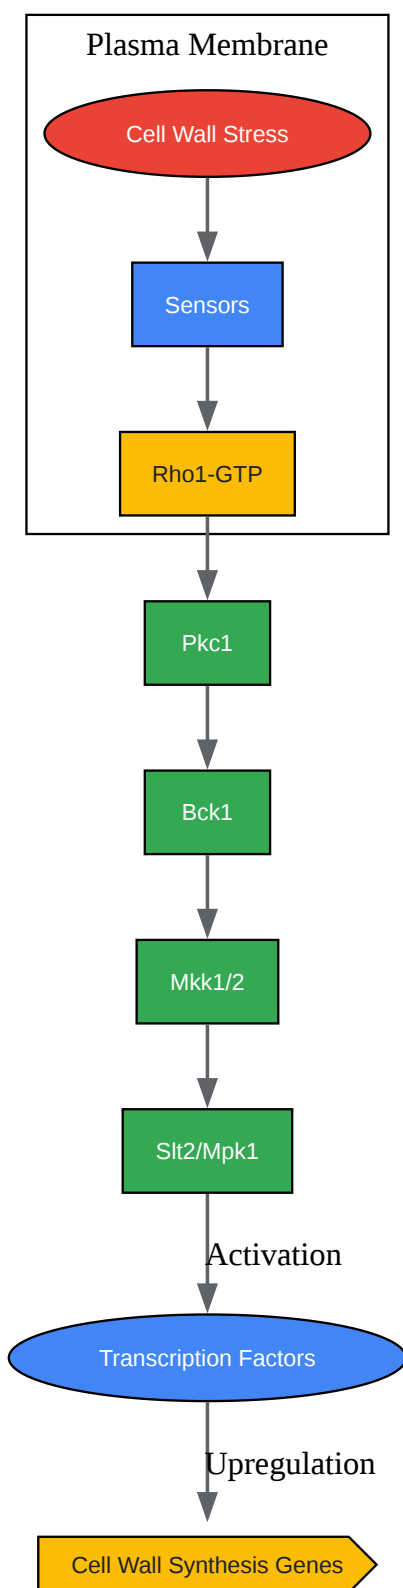 Plasma Membrane
Cell Wall Stress
Sensors
Rho1-GTP
Pkc1
Bck1
Mkk1/2
Slt2/Mpk1
Activation
Transcription Factors
Upregulation
Cell Wall Synthesis Genes